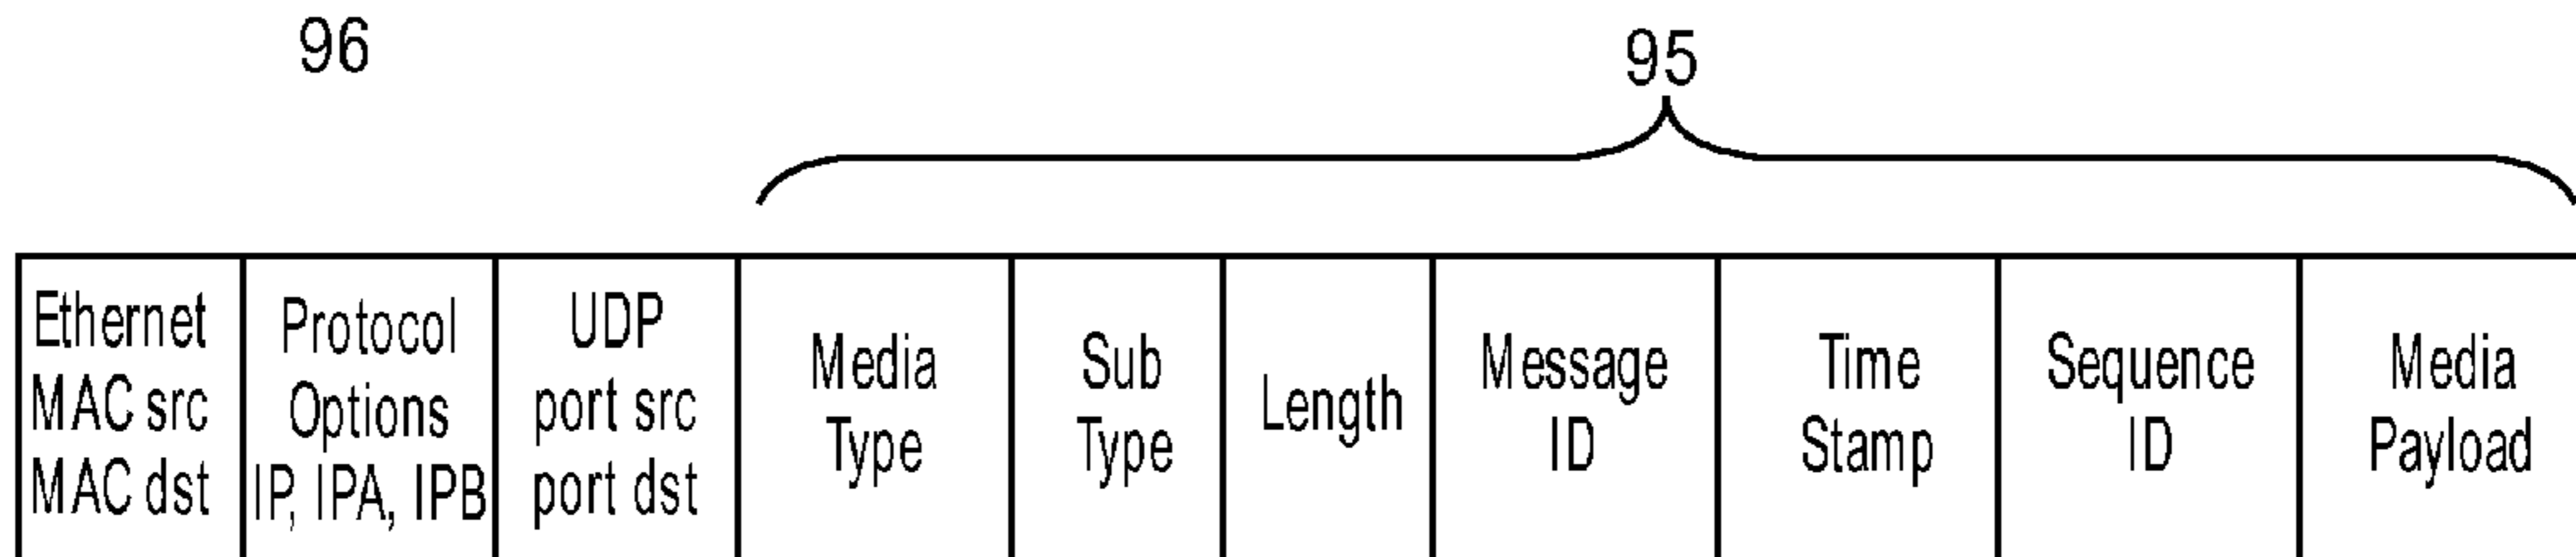 96
95
Ethernet
MAC src
MAC dst
Protocol
Options
IP, IPA, IPB
UDP
port src
port dst
Media
Type
Sub
Type
Length
Message
ID
Time
Stamp
Sequence
ID
Media
Payload